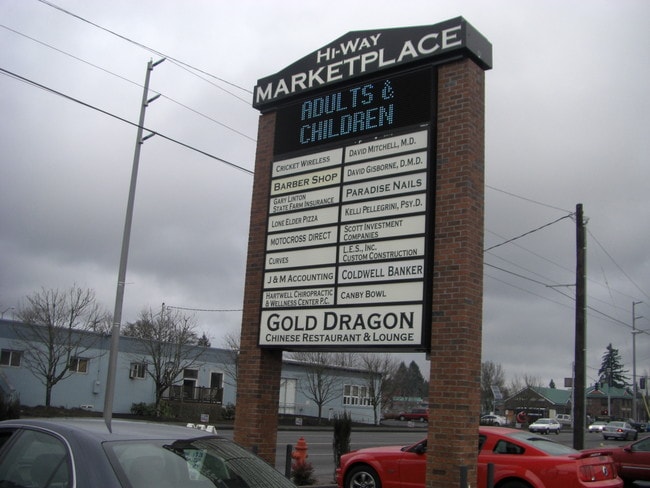 Hi-Way
Marketplace
ADULTS &
CHILDREN
Cricket Wireless
Barber Shop
Gary Linton
State Farm Insurance
Lone Elder Pizza
Motocross Direct
Curves
J & M Accounting
Hartwell Chiropractic
& Wellness Center P.C.
David Mitchell, M.D.
David Gisborne, D.M.D.
Paradise Nails
Kelli Pellegrini, Psy.D.
Scott Investment
Companies
L.E.S., Inc.
Custom Construction
Coldwell Banker
Canby Bowl
Gold Dragon
Chinese Restaurant & Lounge